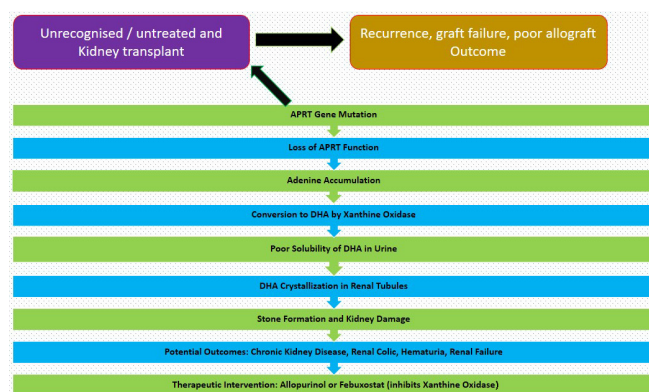 Unrecognised / untreated and
Kidney transplant
Recurrence, graft failure, poor allograft
Outcome
APRT Gene Mutation
Loss of APRT Function
Adenine Accumulation
Conversion to DHA by Xanthine Oxidase
Poor Solubility of DHA in Urine
DHA Crystallization in Renal Tubules
Stone Formation and Kidney Damage
Potential Outcomes: Chronic Kidney Disease, Renal Colic, Hematuria, Renal Failure
Therapeutic Intervention: Allopurinol or Febuxostat (inhibits Xanthine Oxidase)